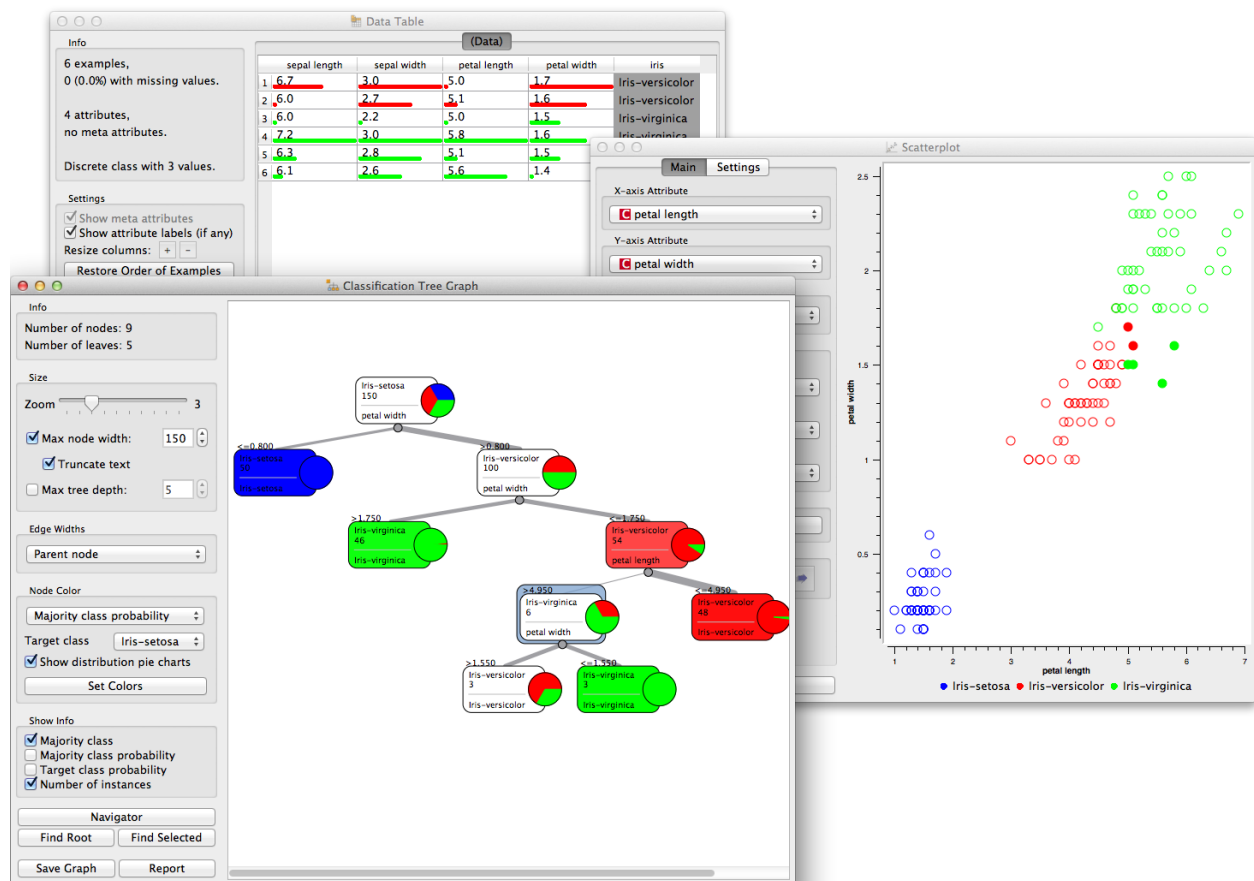 Data Table
Info
(Data)
6 examples,
0 (0.0%) with missing values.
4 attributes,
no meta attributes.
Discrete class with 3 values.
sepal length sepal width petal length petal width iris
1 6.7 3.0 5.0 1.7 Iris-versicolor
2 6.0 2.7 5.1 1.6 Iris-versicolor
3 6.0 2.2 5.0 1.5 Iris-virginica
4 7.2 3.0 5.8 1.6 Iris-virginica
5 6.3 2.8 5.1 1.5
6 6.1 2.6 5.6 1.4
Settings
Show meta attributes
Show attribute labels (if any)
Resize columns: + -
Restore Order of Examples
Scatterplot
Main Settings
X-axis Attribute
C petal length
Y-axis Attribute
C petal width
petal width
2.5
2
1.5
1
0.5
1 2 3 4 5 6 7
petal length
Iris-setosa Iris-versicolor Iris-virginica
Classification Tree Graph
Info
Number of nodes: 9
Number of leaves: 5
Size
Zoom 3
Max node width: 150
Truncate text
Max tree depth: 5
Edge Widths
Parent node
Node Color
Majority class probability
Target class Iris-setosa
Show distribution pie charts
Set Colors
Show Info
Majority class
Majority class probability
Target class probability
Number of instances
Navigator
Find Root Find Selected
Save Graph Report
Iris-setosa
150
petal width
<=0.800
Iris-setosa
50
Iris-setosa
>0.800
Iris-versicolor
100
petal width
>1.750
Iris-virginica
46
Iris-virginica
<=1.750
Iris-versicolor
54
petal length
>4.950
Iris-virginica
6
petal width
<=4.950
Iris-versicolor
48
Iris-versicolor
>1.550
Iris-versicolor
3
Iris-versicolor
<=1.550
Iris-virginica
3
Iris-virginica